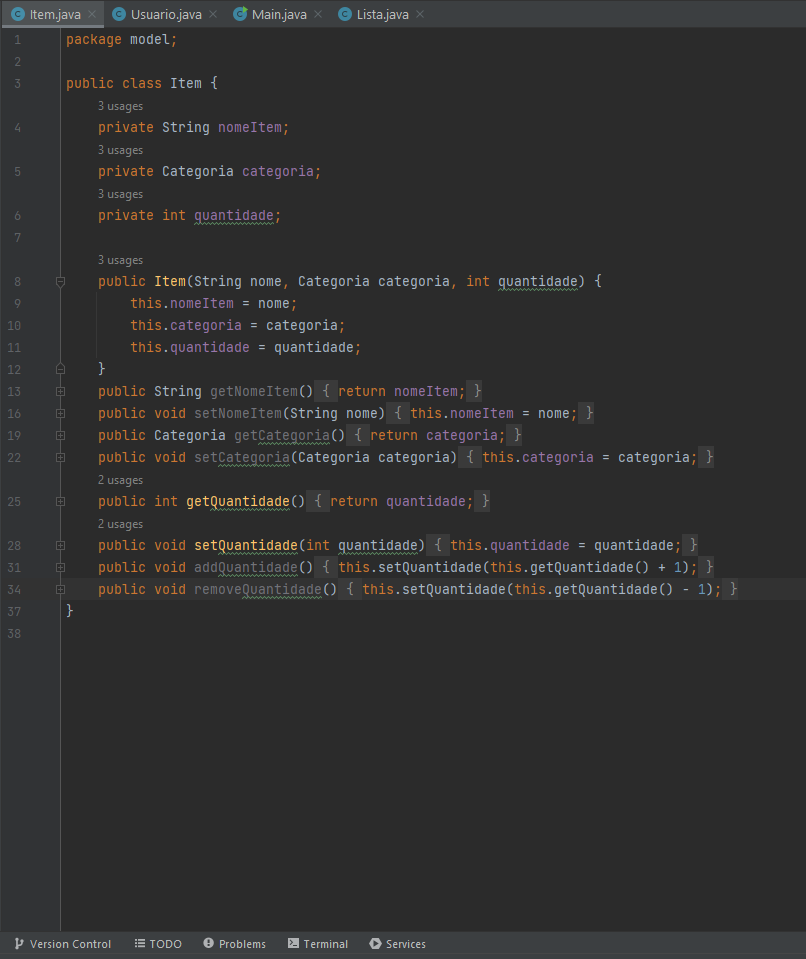 Item.java Usuario.java Main.java Lista.java
1 package model;
2
3 public class Item {
3 usages
4 private String nomeItem;
3 usages
5 private Categoria categoria;
3 usages
6 private int quantidade;
7
3 usages
8 public Item(String nome, Categoria categoria, int quantidade) {
9 this.nomeItem = nome;
10 this.categoria = categoria;
11 this.quantidade = quantidade;
12 }
13 public String getNomeItem() { return nomeItem; }
16 public void setNomeItem(String nome) { this.nomeItem = nome; }
19 public Categoria getCategoria() { return categoria; }
22 public void setCategoria(Categoria categoria) { this.categoria = categoria; }
2 usages
25 public int getQuantidade() { return quantidade; }
2 usages
28 public void setQuantidade(int quantidade) { this.quantidade = quantidade; }
31 public void addQuantidade() { this.setQuantidade(this.getQuantidade() + 1); }
34 public void removeQuantidade() { this.setQuantidade(this.getQuantidade() - 1); }
37 }
38
Version Control TODO Problems Terminal Services